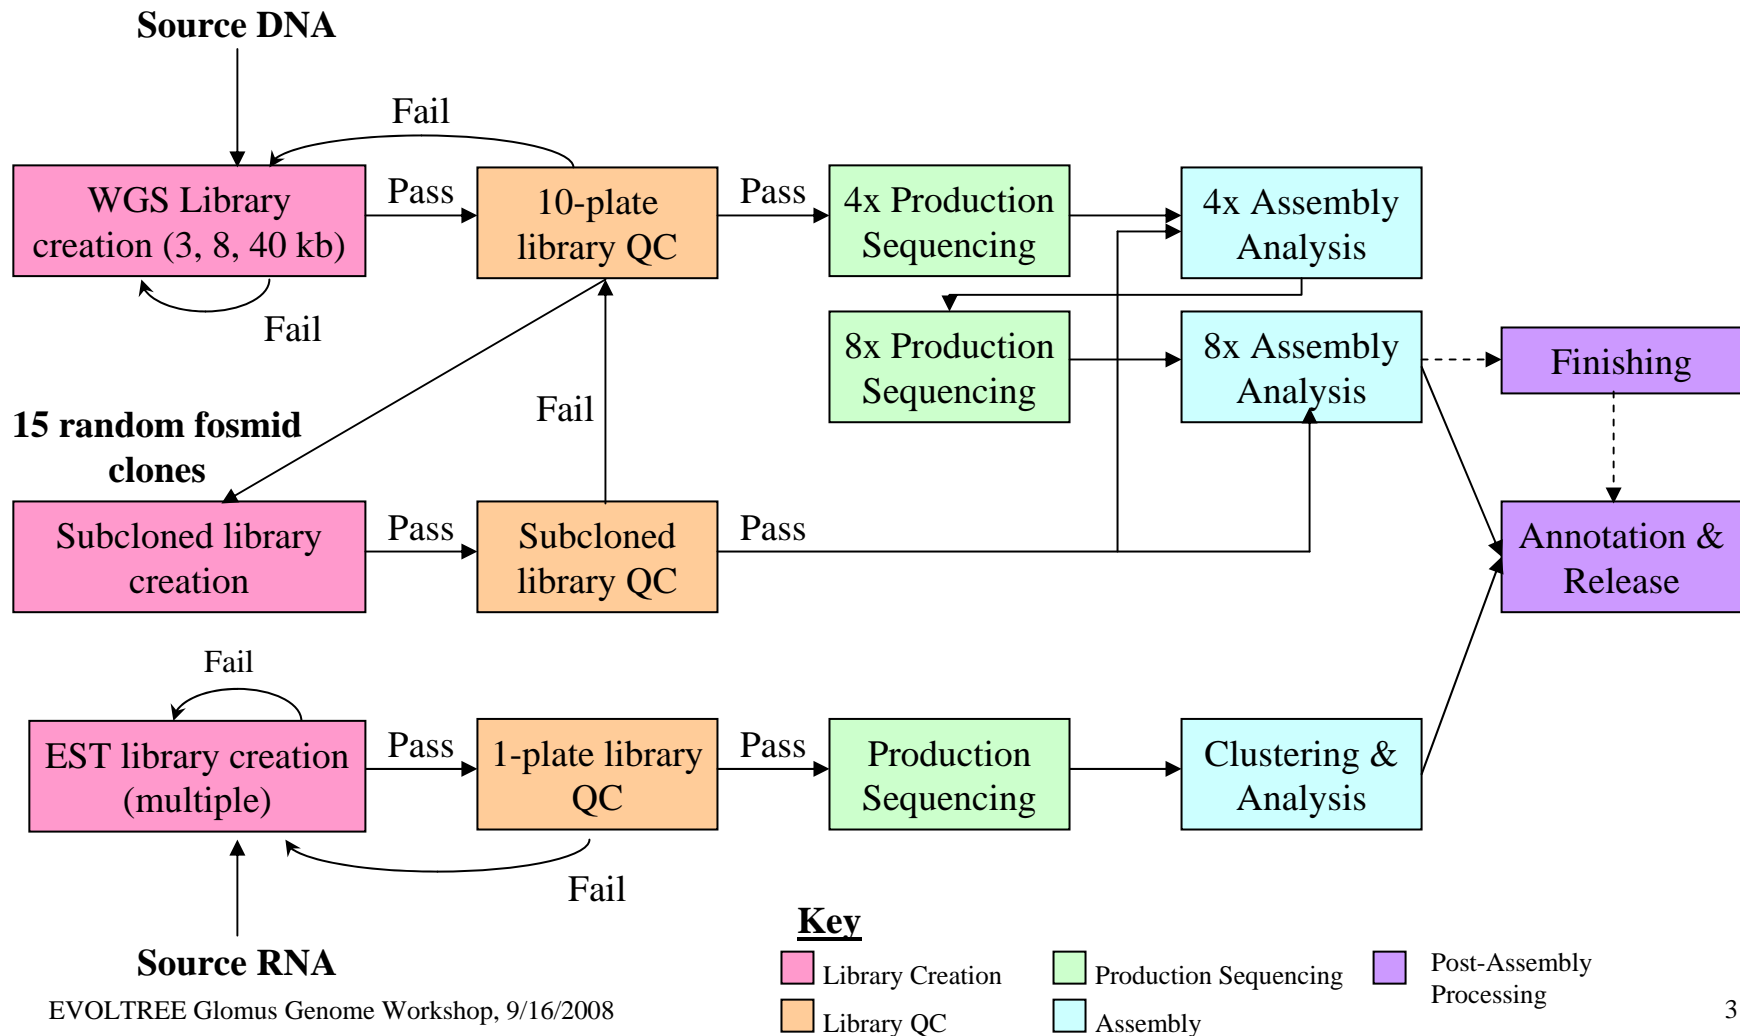 Source DNA
Fail
WGS Library
creation (3, 8, 40 kb)
Pass
10-plate
library QC
Pass
4x Production
Sequencing
4x Assembly
Analysis
Fail
8x Production
Sequencing
8x Assembly
Analysis
Finishing
Fail
15 random fosmid
clones
Subcloned library
creation
Pass
Subcloned
library QC
Pass
Annotation &
Release
Fail
EST library creation
(multiple)
Pass
1-plate library
QC
Pass
Production
Sequencing
Clustering &
Analysis
Fail
Source RNA
Key
Library Creation
Production Sequencing
Post-Assembly
Processing
Library QC
Assembly
EVOLTREE Glomus Genome Workshop, 9/16/2008
3